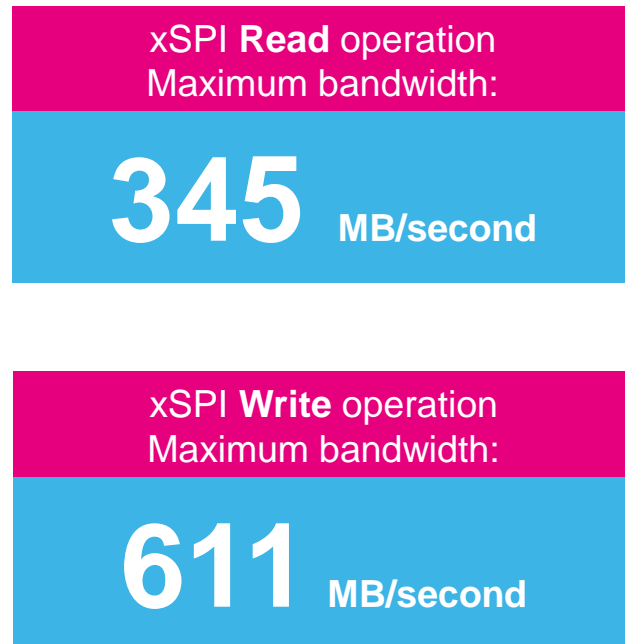 xSPI Read operation
Maximum bandwidth:
345 MB/second
xSPI Write operation
Maximum bandwidth:
611 MB/second